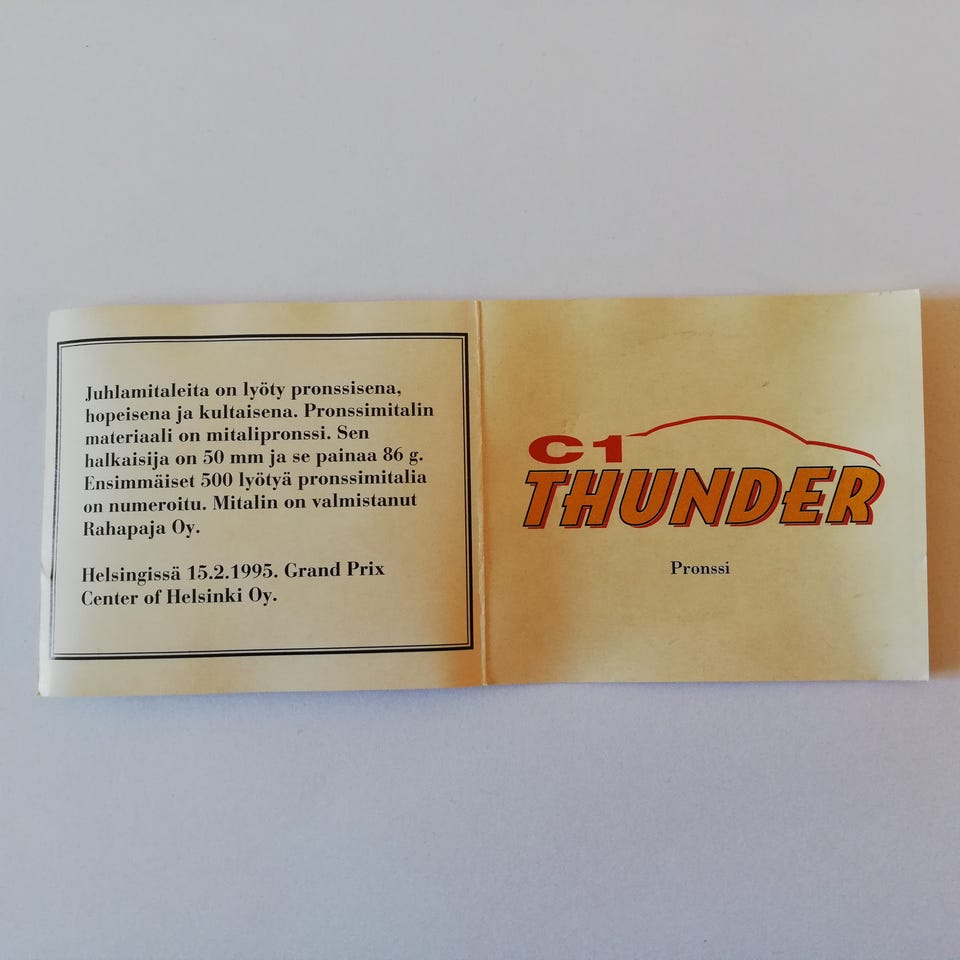 Juhlamitaleita on lyöty pronssisena,
hopeisena ja kultaisena. Pronssimitalin
materiaali on mitalipronssi. Sen
halkaisija on 50 mm ja se painaa 86 g.
Ensimmäiset 500 lyötyä pronssimitalia
on numeroitu. Mitalin on valmistanut
Rahapaja Oy.
Helsingissä 15.2.1995. Grand Prix
Center of Helsinki Oy.
C1
THUNDER
Pronssi